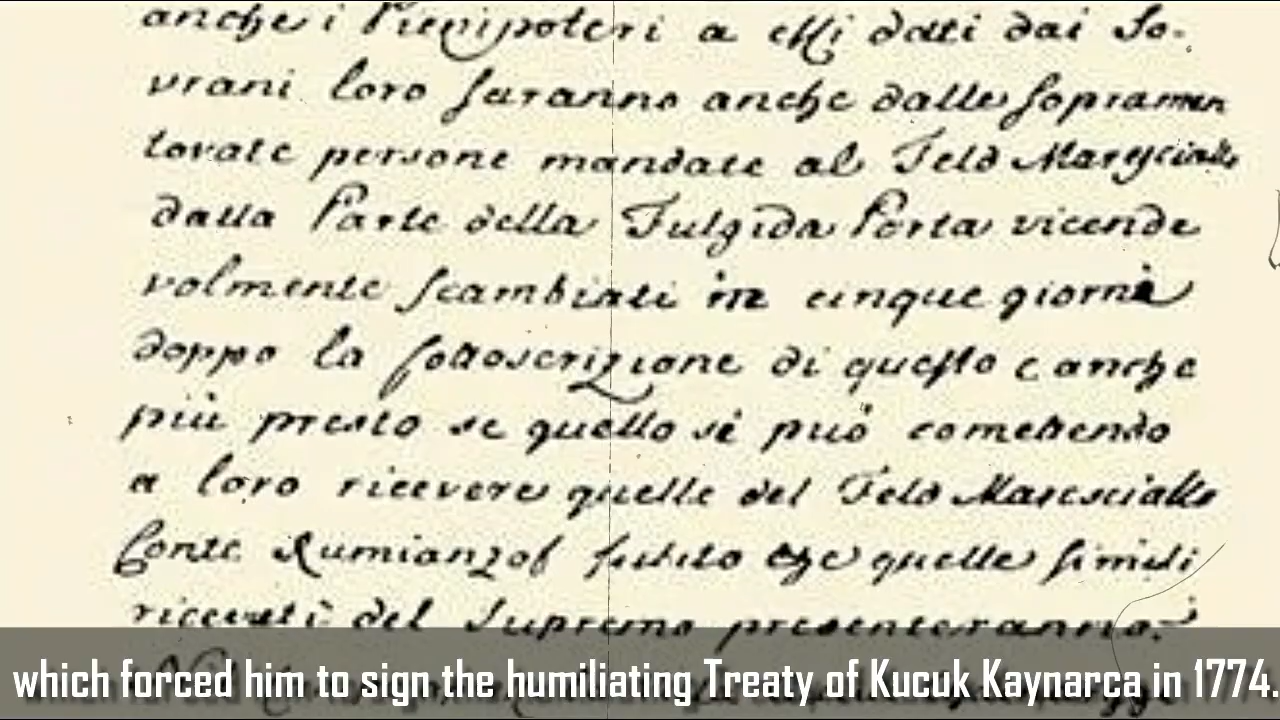 anche i Plenipoteri a essi dati dai So-
vrani loro saranno anche dalle sopramen
tovate persone mandate al Feld Maresciallo
dalla Parte della Fulgida Porta vicende
volmente scambiati in cinque giorni
doppo la sottoscrizione di questo e anche
più presto se quello si può comettendo
a loro ricevere quelle del Feld Maresciallo
Conte Rumianzof subito che quelle simili
ricevuti del Supremo presenteranno.
which forced him to sign the humiliating Treaty of Kucuk Kaynarca in 1774.